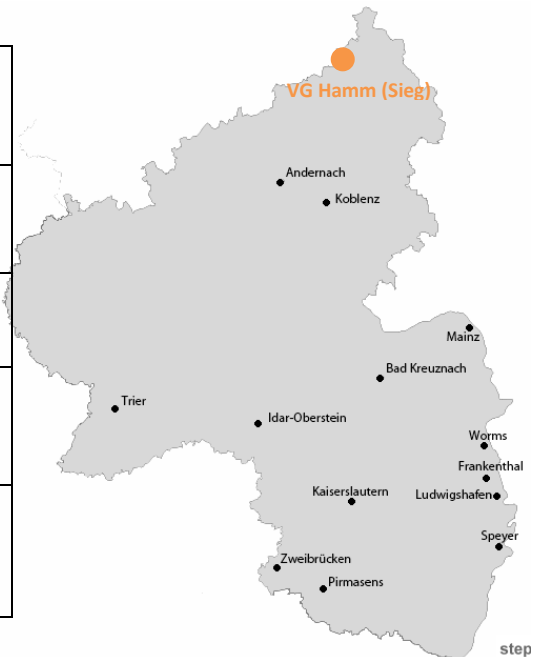 VG Hamm (Sieg)
Andernach
Koblenz
Mainz
Bad Kreuznach
Trier
Idar-Oberstein
Worms
Frankenthal
Kaiserslautern
Ludwigshafen
Speyer
Zweibrücken
Pirmasens
step